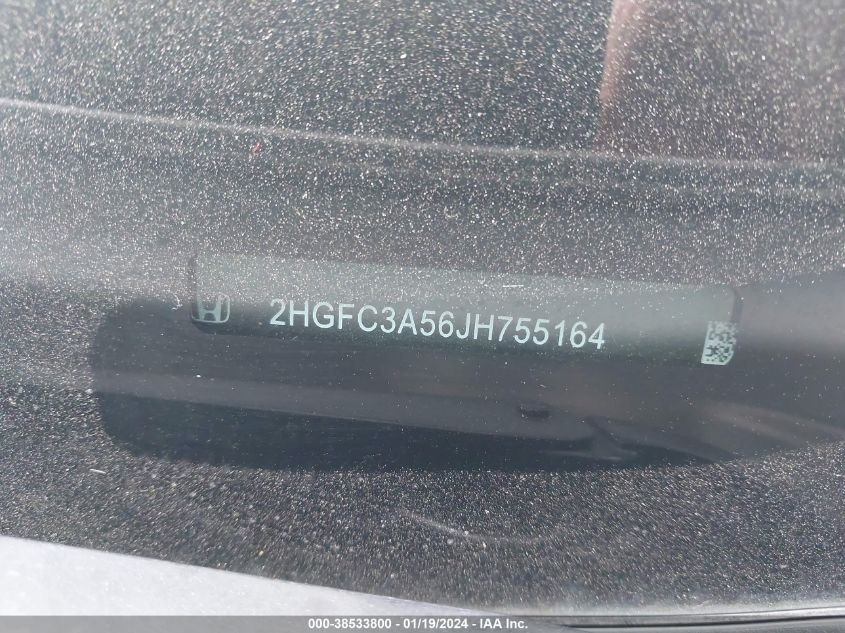 2HGFC3A56JH755164
000-38533800 - 01/19/2024 - IAA Inc.